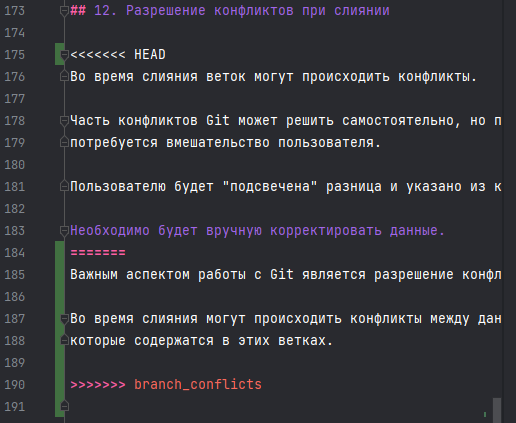 173 ## 12. Разрешение конфликтов при слиянии
174
175 <<<<<<< HEAD
176 Во время слияния веток могут происходить конфликты.
177
178 Часть конфликтов Git может решить самостоятельно, но п
179 потребуется вмешательство пользователя.
180
181 Пользователю будет "подсвечена" разница и указано из к
182
183 Необходимо будет вручную корректировать данные.
184 =======
185 Важным аспектом работы с Git является разрешение конфл
186
187 Во время слияния могут происходить конфликты между дан
188 которые содержатся в этих ветках.
189
190 >>>>>>> branch_conflicts
191